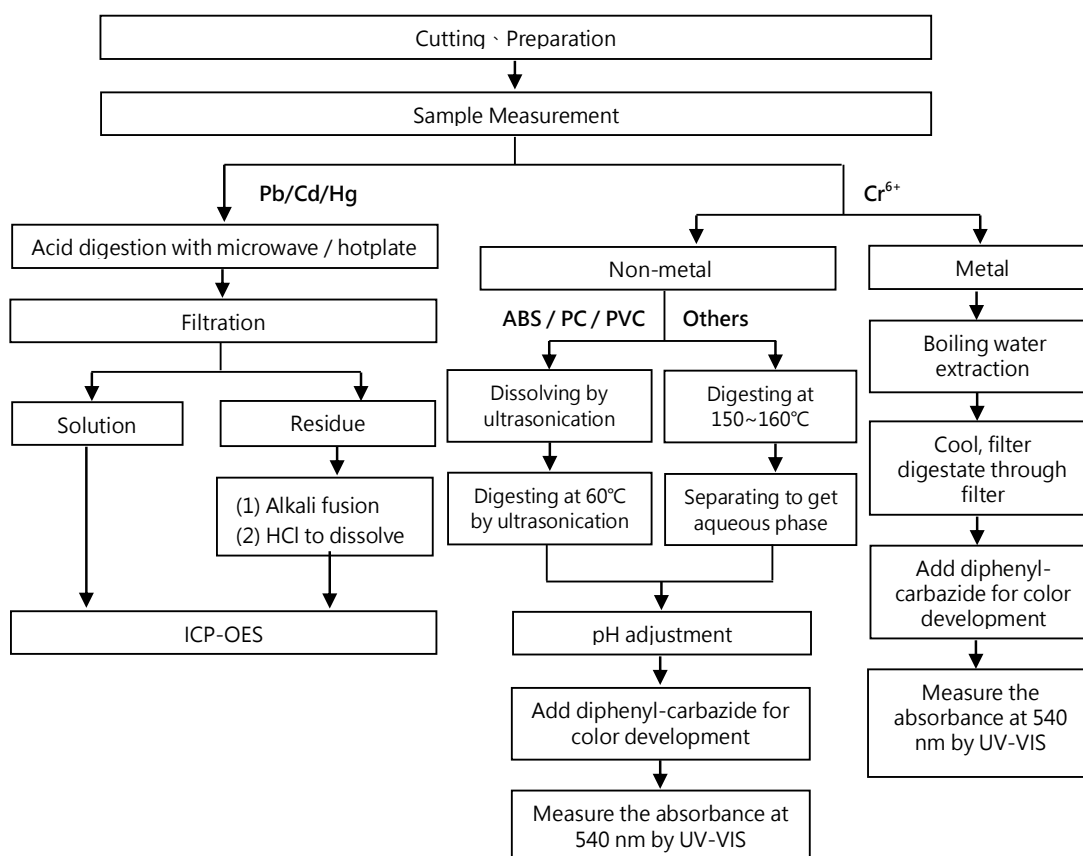 Cutting、Preparation
Sample Measurement
Pb/Cd/Hg
Cr⁶⁺
Acid digestion with microwave / hotplate
Non-metal
Metal
Filtration
ABS / PC / PVC
Others
Boiling water
extraction
Dissolving by
ultrasonication
Digesting at
150~160℃
Solution
Residue
Cool, filter
digestate through
filter
(1) Alkali fusion
(2) HCl to dissolve
Digesting at 60℃
by ultrasonication
Separating to get
aqueous phase
Add diphenyl-
carbazide for color
development
ICP-OES
pH adjustment
Measure the
absorbance at 540
nm by UV-VIS
Add diphenyl-carbazide for
color development
Measure the absorbance at
540 nm by UV-VIS